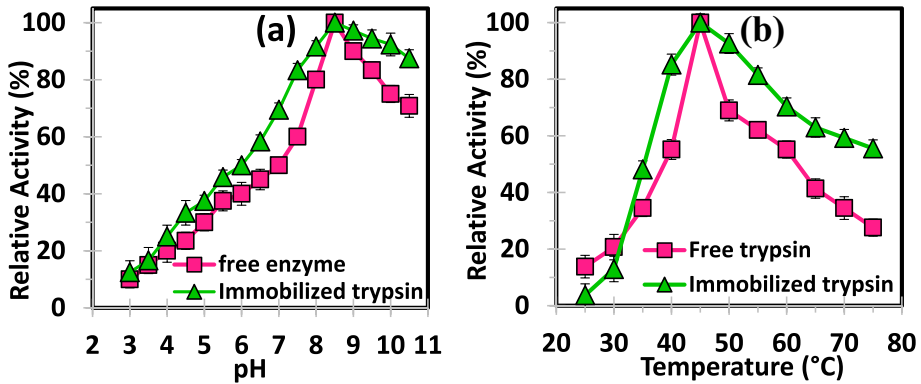 (a)
Relative Activity (%)
100
80
60
40
20
0
free enzyme
Immobilized trypsin
2 3 4 5 6 7 8 9 10 11
pH
(b)
Relative Activity (%)
100
80
60
40
20
0
Free trypsin
Immobilized trypsin
20 30 40 50 60 70 80
Temperature (°C)